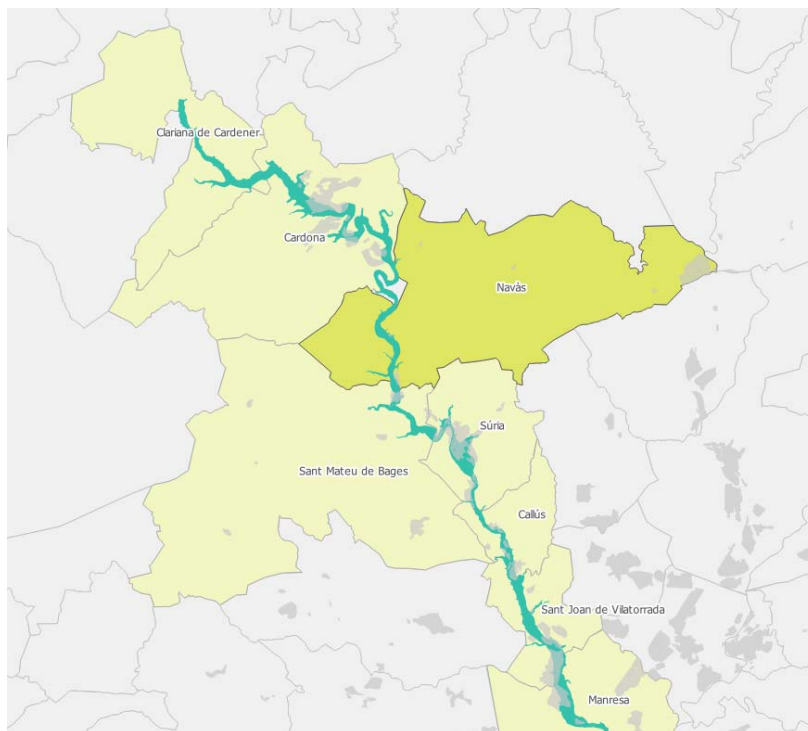 Clariana de Cardener
Cardona
Navàs
Súria
Sant Mateu de Bages
Callús
Sant Joan de Vilatorrada
Manresa